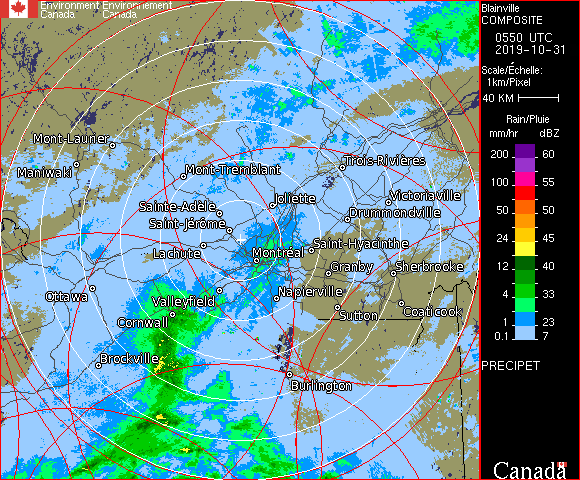 Environment Environnement
Canada Canada
Blainville
COMPOSITE
0550 UTC
2019-10-31
Scale/Échelle:
1km/Pixel
40 KM
Rain/Pluie
mm/hr dBZ
200 60
100 55
50 50
24 45
12 40
4 33
1 23
0.1 7
PRECIPET
Canada
Mont-Laurier
Maniwaki
Mont-Tremblant
Trois-Rivières
Joliette
Victoriaville
Sainte-Adèle
Drummondville
Saint-Jérôme
Lachute
Montréal
Saint-Hyacinthe
Granby
Sherbrooke
Ottawa
Valleyfield
Napierville
Cornwall
Sutton
Coaticook
Brockville
Burlington